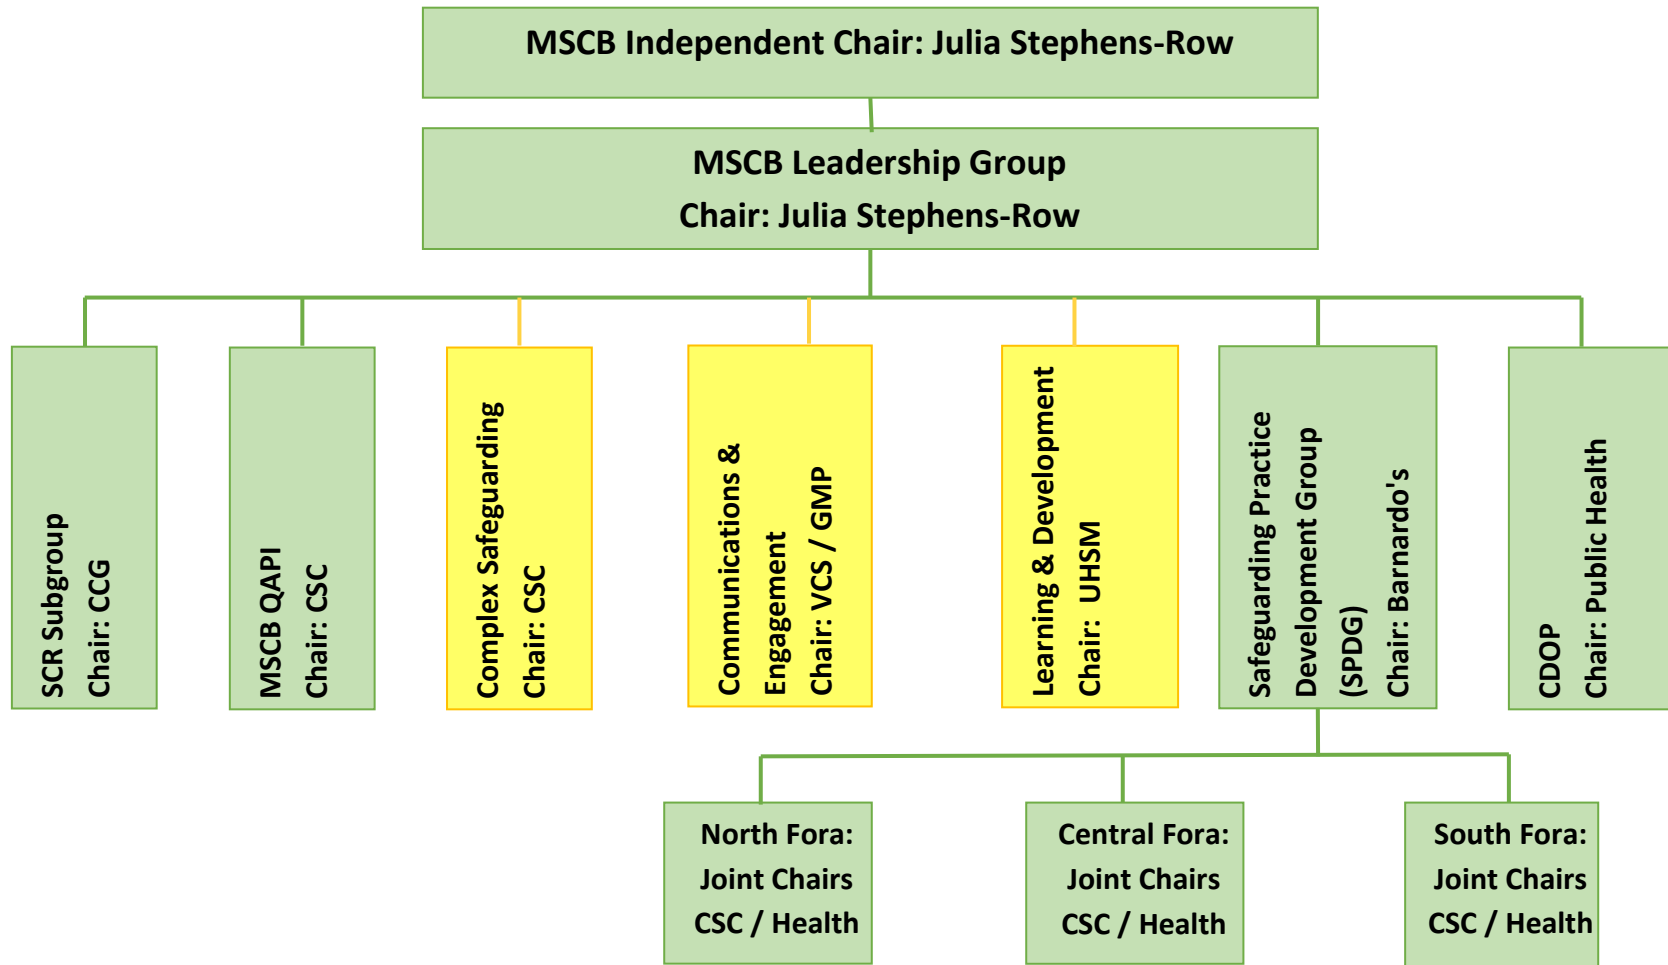 MSCB Independent Chair: Julia Stephens-Row
MSCB Leadership Group
Chair: Julia Stephens-Row
SCR Subgroup
Chair: CCG
MSCB QAPI
Chair: CSC
Complex Safeguarding
Chair: CSC
Communications &
Engagement
Chair: VCS / GMP
Learning & Development
Chair: UHSM
Safeguarding Practice
Development Group
(SPDG)
Chair: Barnardo's
CDOP
Chair: Public Health
North Fora:
Joint Chairs
CSC / Health
Central Fora:
Joint Chairs
CSC / Health
South Fora:
Joint Chairs
CSC / Health